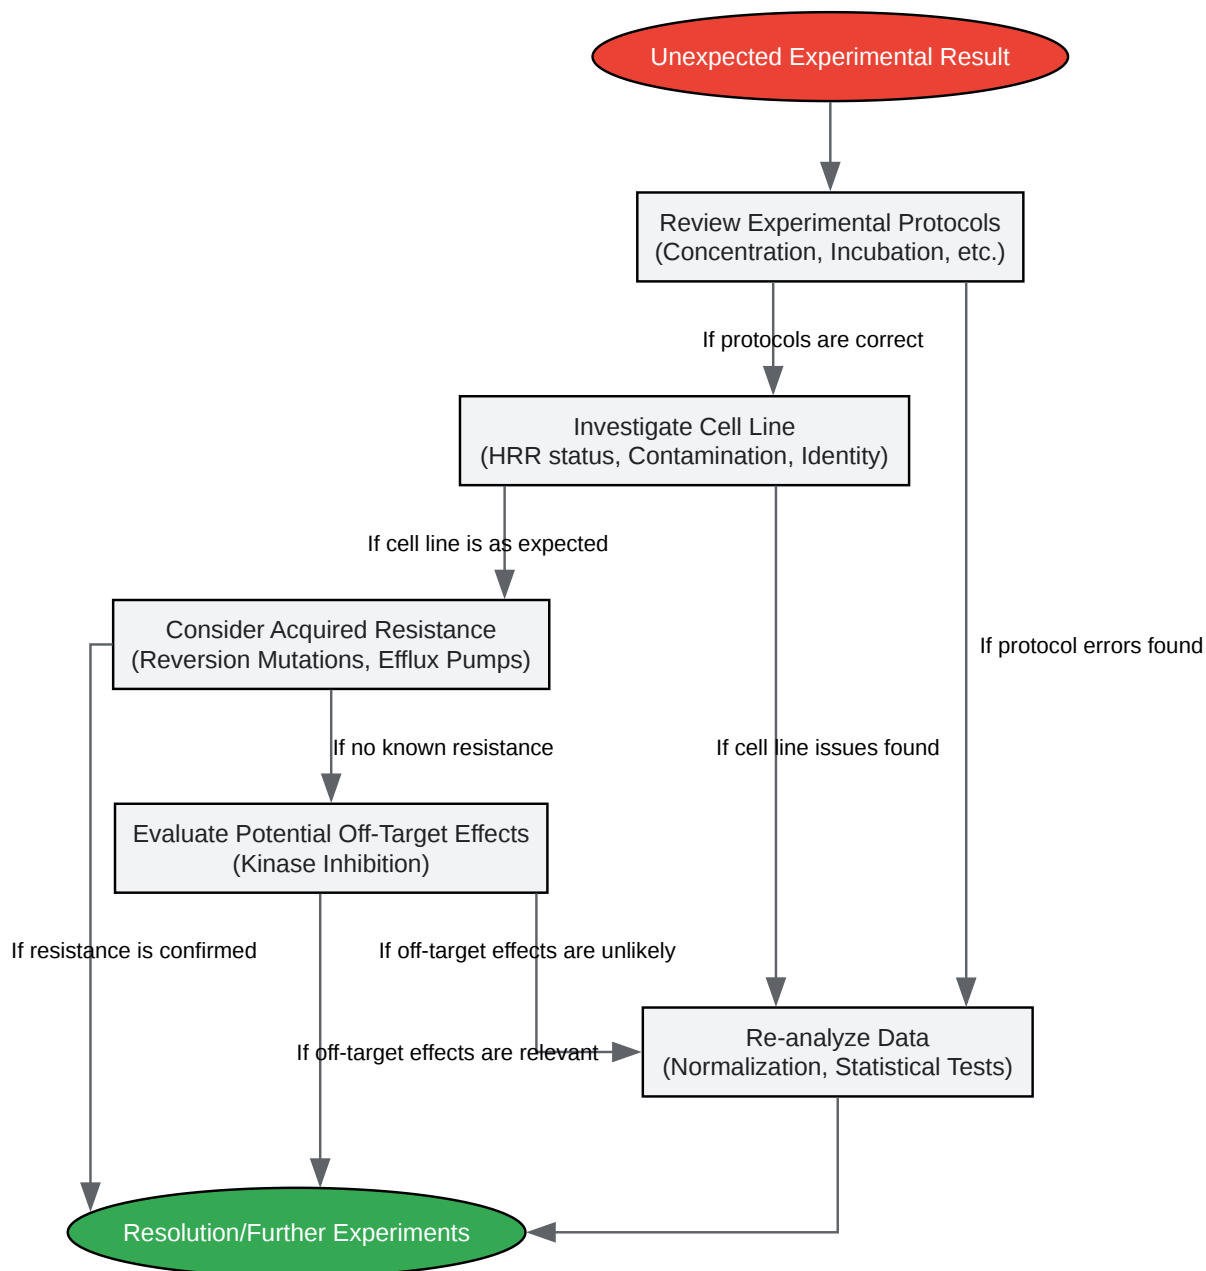 Unexpected Experimental Result
Review Experimental Protocols
(Concentration, Incubation, etc.)
If protocols are correct
Investigate Cell Line
(HRR status, Contamination, Identity)
If cell line is as expected
Consider Acquired Resistance
(Reversion Mutations, Efflux Pumps)
If protocol errors found
If no known resistance
If cell line issues found
Evaluate Potential Off-Target Effects
(Kinase Inhibition)
If resistance is confirmed
If off-target effects are unlikely
If off-target effects are relevant
Re-analyze Data
(Normalization, Statistical Tests)
Resolution/Further Experiments